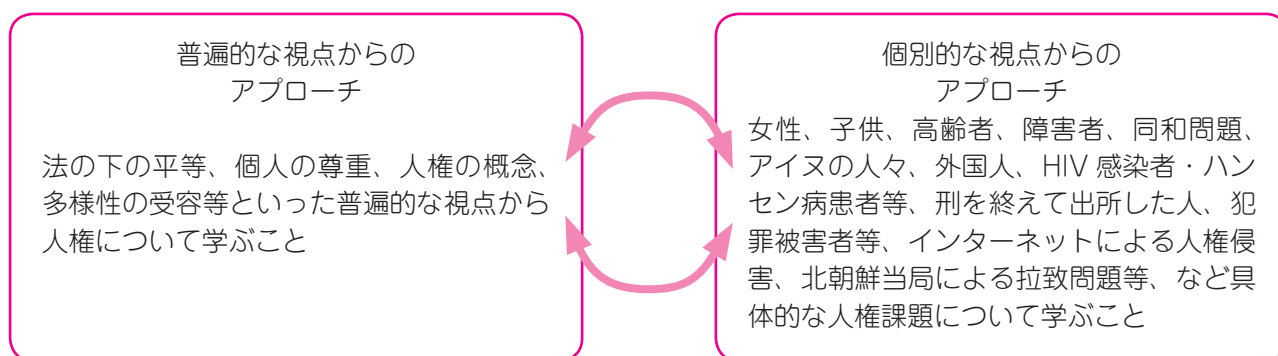 普遍的な視点からの
アプローチ
法の下の平等、個人の尊重、人権の概念、
多様性の受容等といった普遍的な視点から
人権について学ぶこと
個別的な視点からの
アプローチ
女性、子供、高齢者、障害者、同和問題、
アイヌの人々、外国人、HIV 感染者・ハン
セン病患者等、刑を終えて出所した人、犯
罪被害者等、インターネットによる人権侵
害、北朝鮮当局による拉致問題等、など具
体的な人権課題について学ぶこと